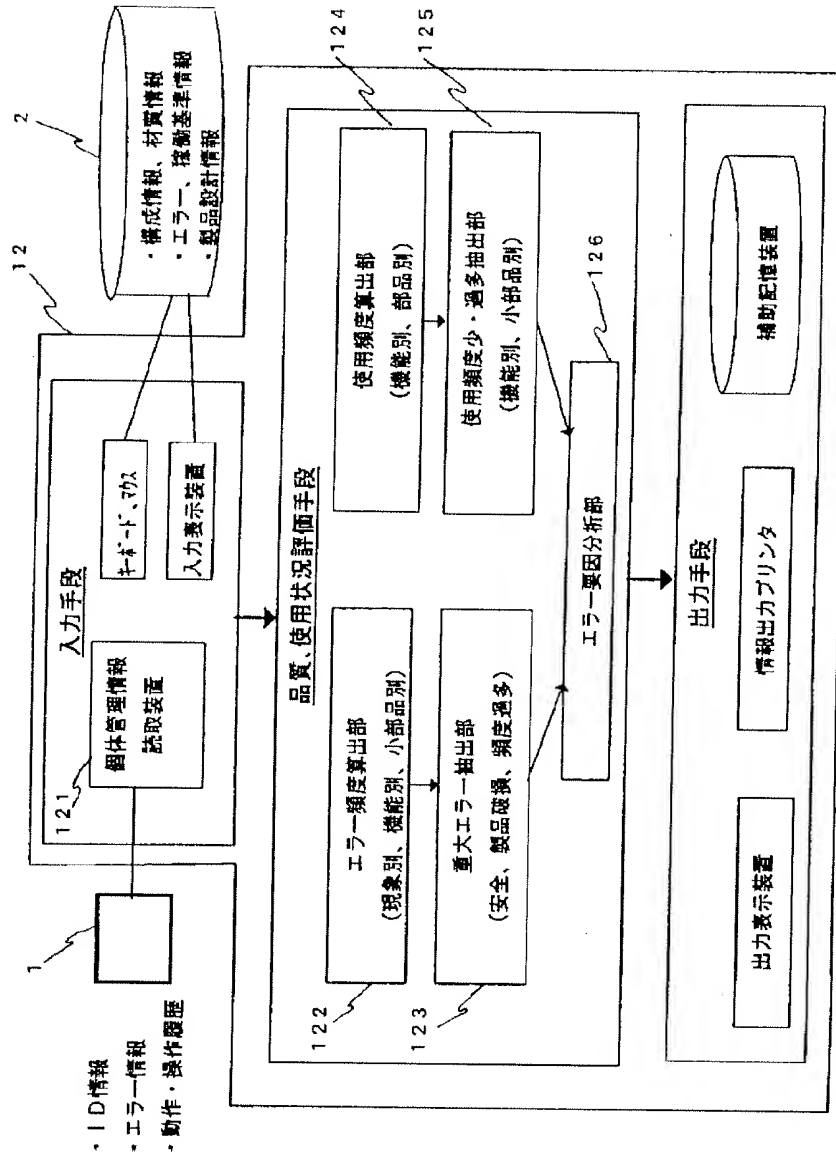 ・ＩＤ情報
・エラー情報
・動作・操作履歴
1
12
2
・構成情報、材質情報
・エラー、稼働基準情報
・製品設計情報
入力手段
121
個体管理情報
読取装置
キーボード、マウス
入力表示装置
品質、使用状況評価手段
122
エラー頻度算出部
(現象別、機能別、小部品別)
123
重大エラー抽出部
(安全、製品破損、頻度過多)
124
使用頻度算出部
(機能別、部品別)
125
使用頻度少・過多抽出部
(機能別、小部品別)
126
エラー要因分析部
出力手段
出力表示装置
情報出力プリンタ
補助記憶装置